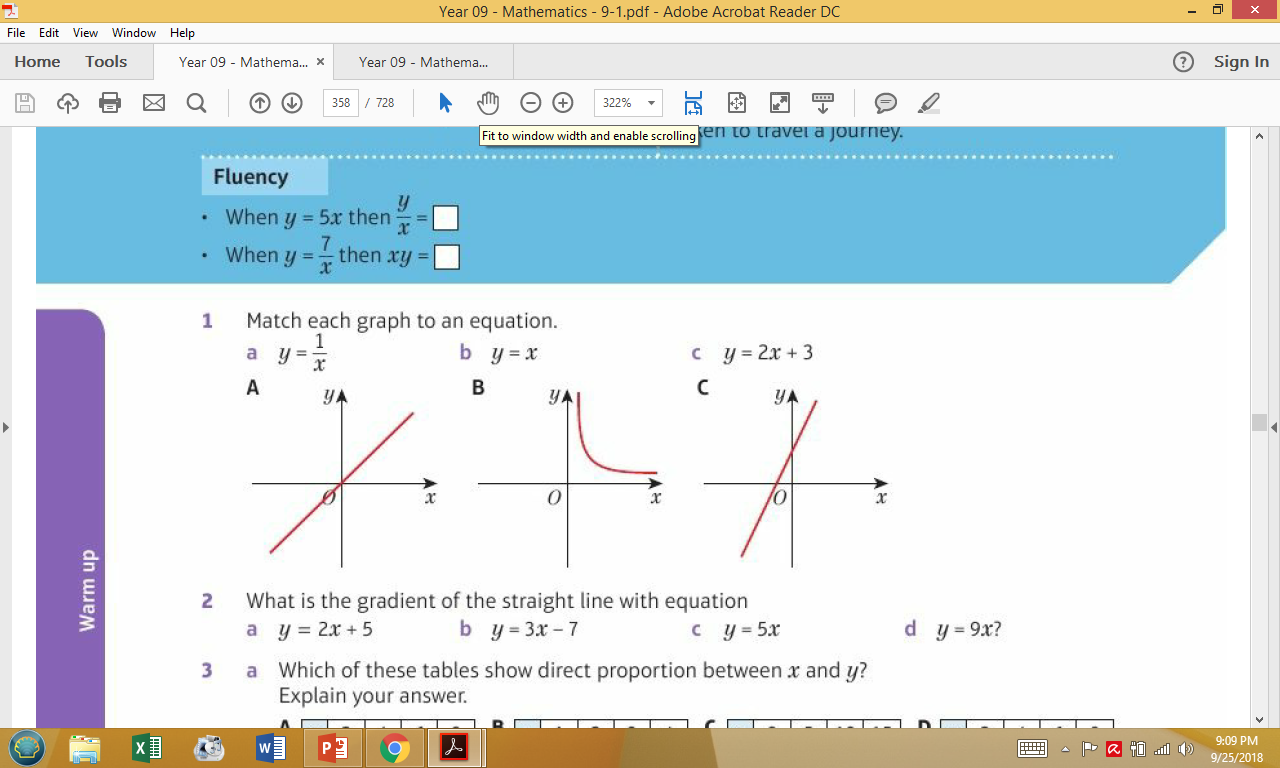 Year 09 - Mathematics - 9-1.pdf - Adobe Acrobat Reader DC
File Edit View Window Help
Home Tools Year 09 - Mathema... × Year 09 - Mathema... ? Sign In
358 / 728 322%
Fit to window width and enable scrolling
to travel a journey.
Fluency
• When y = 5x then y/x =
• When y = 7/x then xy =
1 Match each graph to an equation.
a y = 1/x b y = x c y = 2x + 3
A B C
y y y
O x O x O x
Warm up
2 What is the gradient of the straight line with equation
a y = 2x + 5 b y = 3x – 7 c y = 5x d y = 9x?
3 a Which of these tables show direct proportion between x and y?
Explain your answer.
A B C D
9:09 PM
9/25/2018